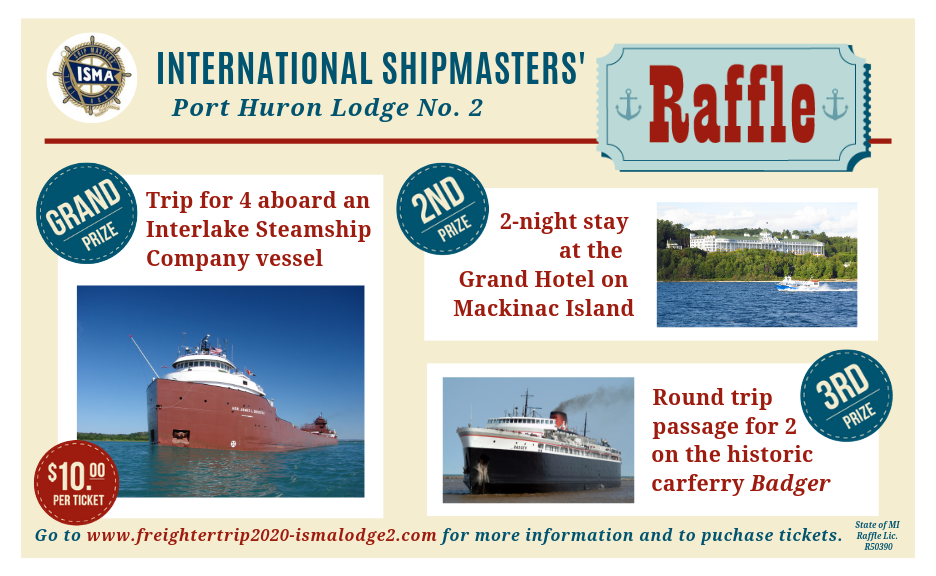 ISMA
INTERNATIONAL SHIPMASTERS'
Port Huron Lodge No. 2
Raffle
GRAND
PRIZE
Trip for 4 aboard an
Interlake Steamship
Company vessel
$10.00
PER TICKET
2ND
PRIZE
2-night stay
at the
Grand Hotel on
Mackinac Island
BADGER
Round trip
passage for 2
on the historic
carferry Badger
3RD
PRIZE
Go to www.freightertrip2020-ismalodge2.com for more information and to puchase tickets.
State of MI
Raffle Lic.
R50390